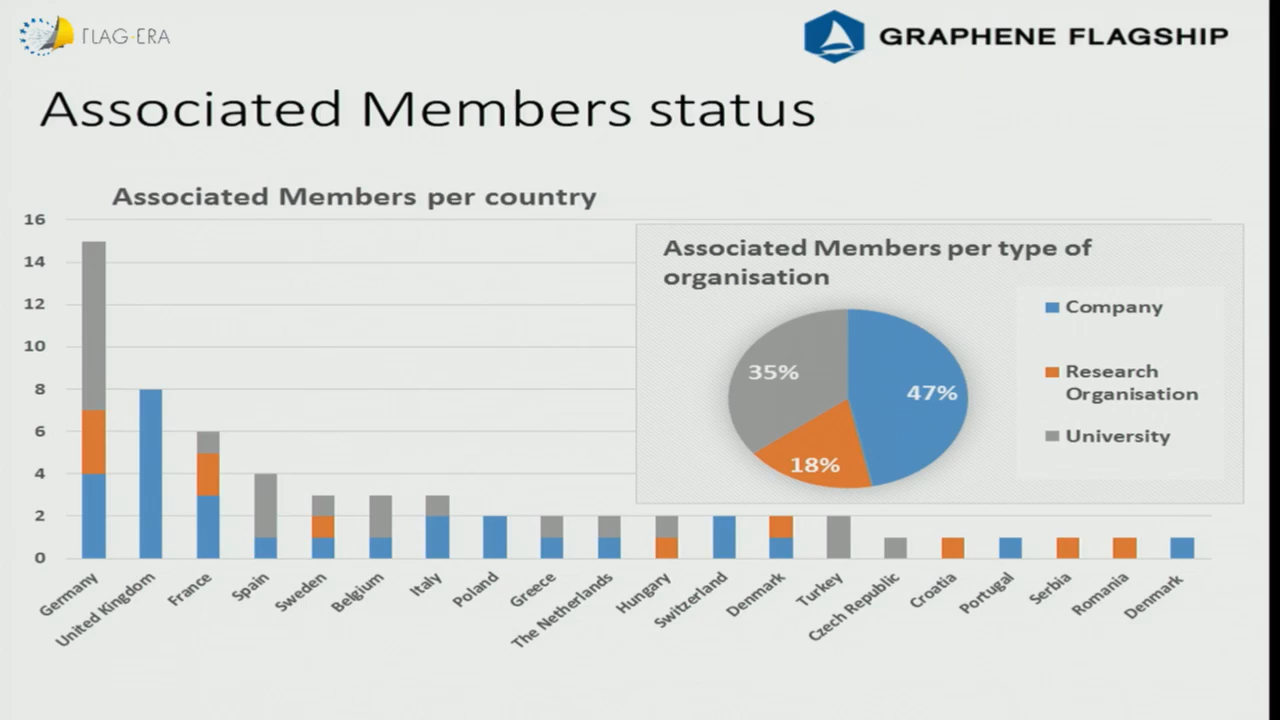 FLAG-ERA
GRAPHENE FLAGSHIP
Associated Members status
Associated Members per country
16
14
12
10
8
6
4
2
0
Germany
United Kingdom
France
Spain
Sweden
Belgium
Italy
Poland
Greece
The Netherlands
Hungary
Switzerland
Denmark
Turkey
Czech Republic
Croatia
Portugal
Serbia
Romania
Denmark
Associated Members per type of
organisation
35%
47%
18%
Company
Research
Organisation
University